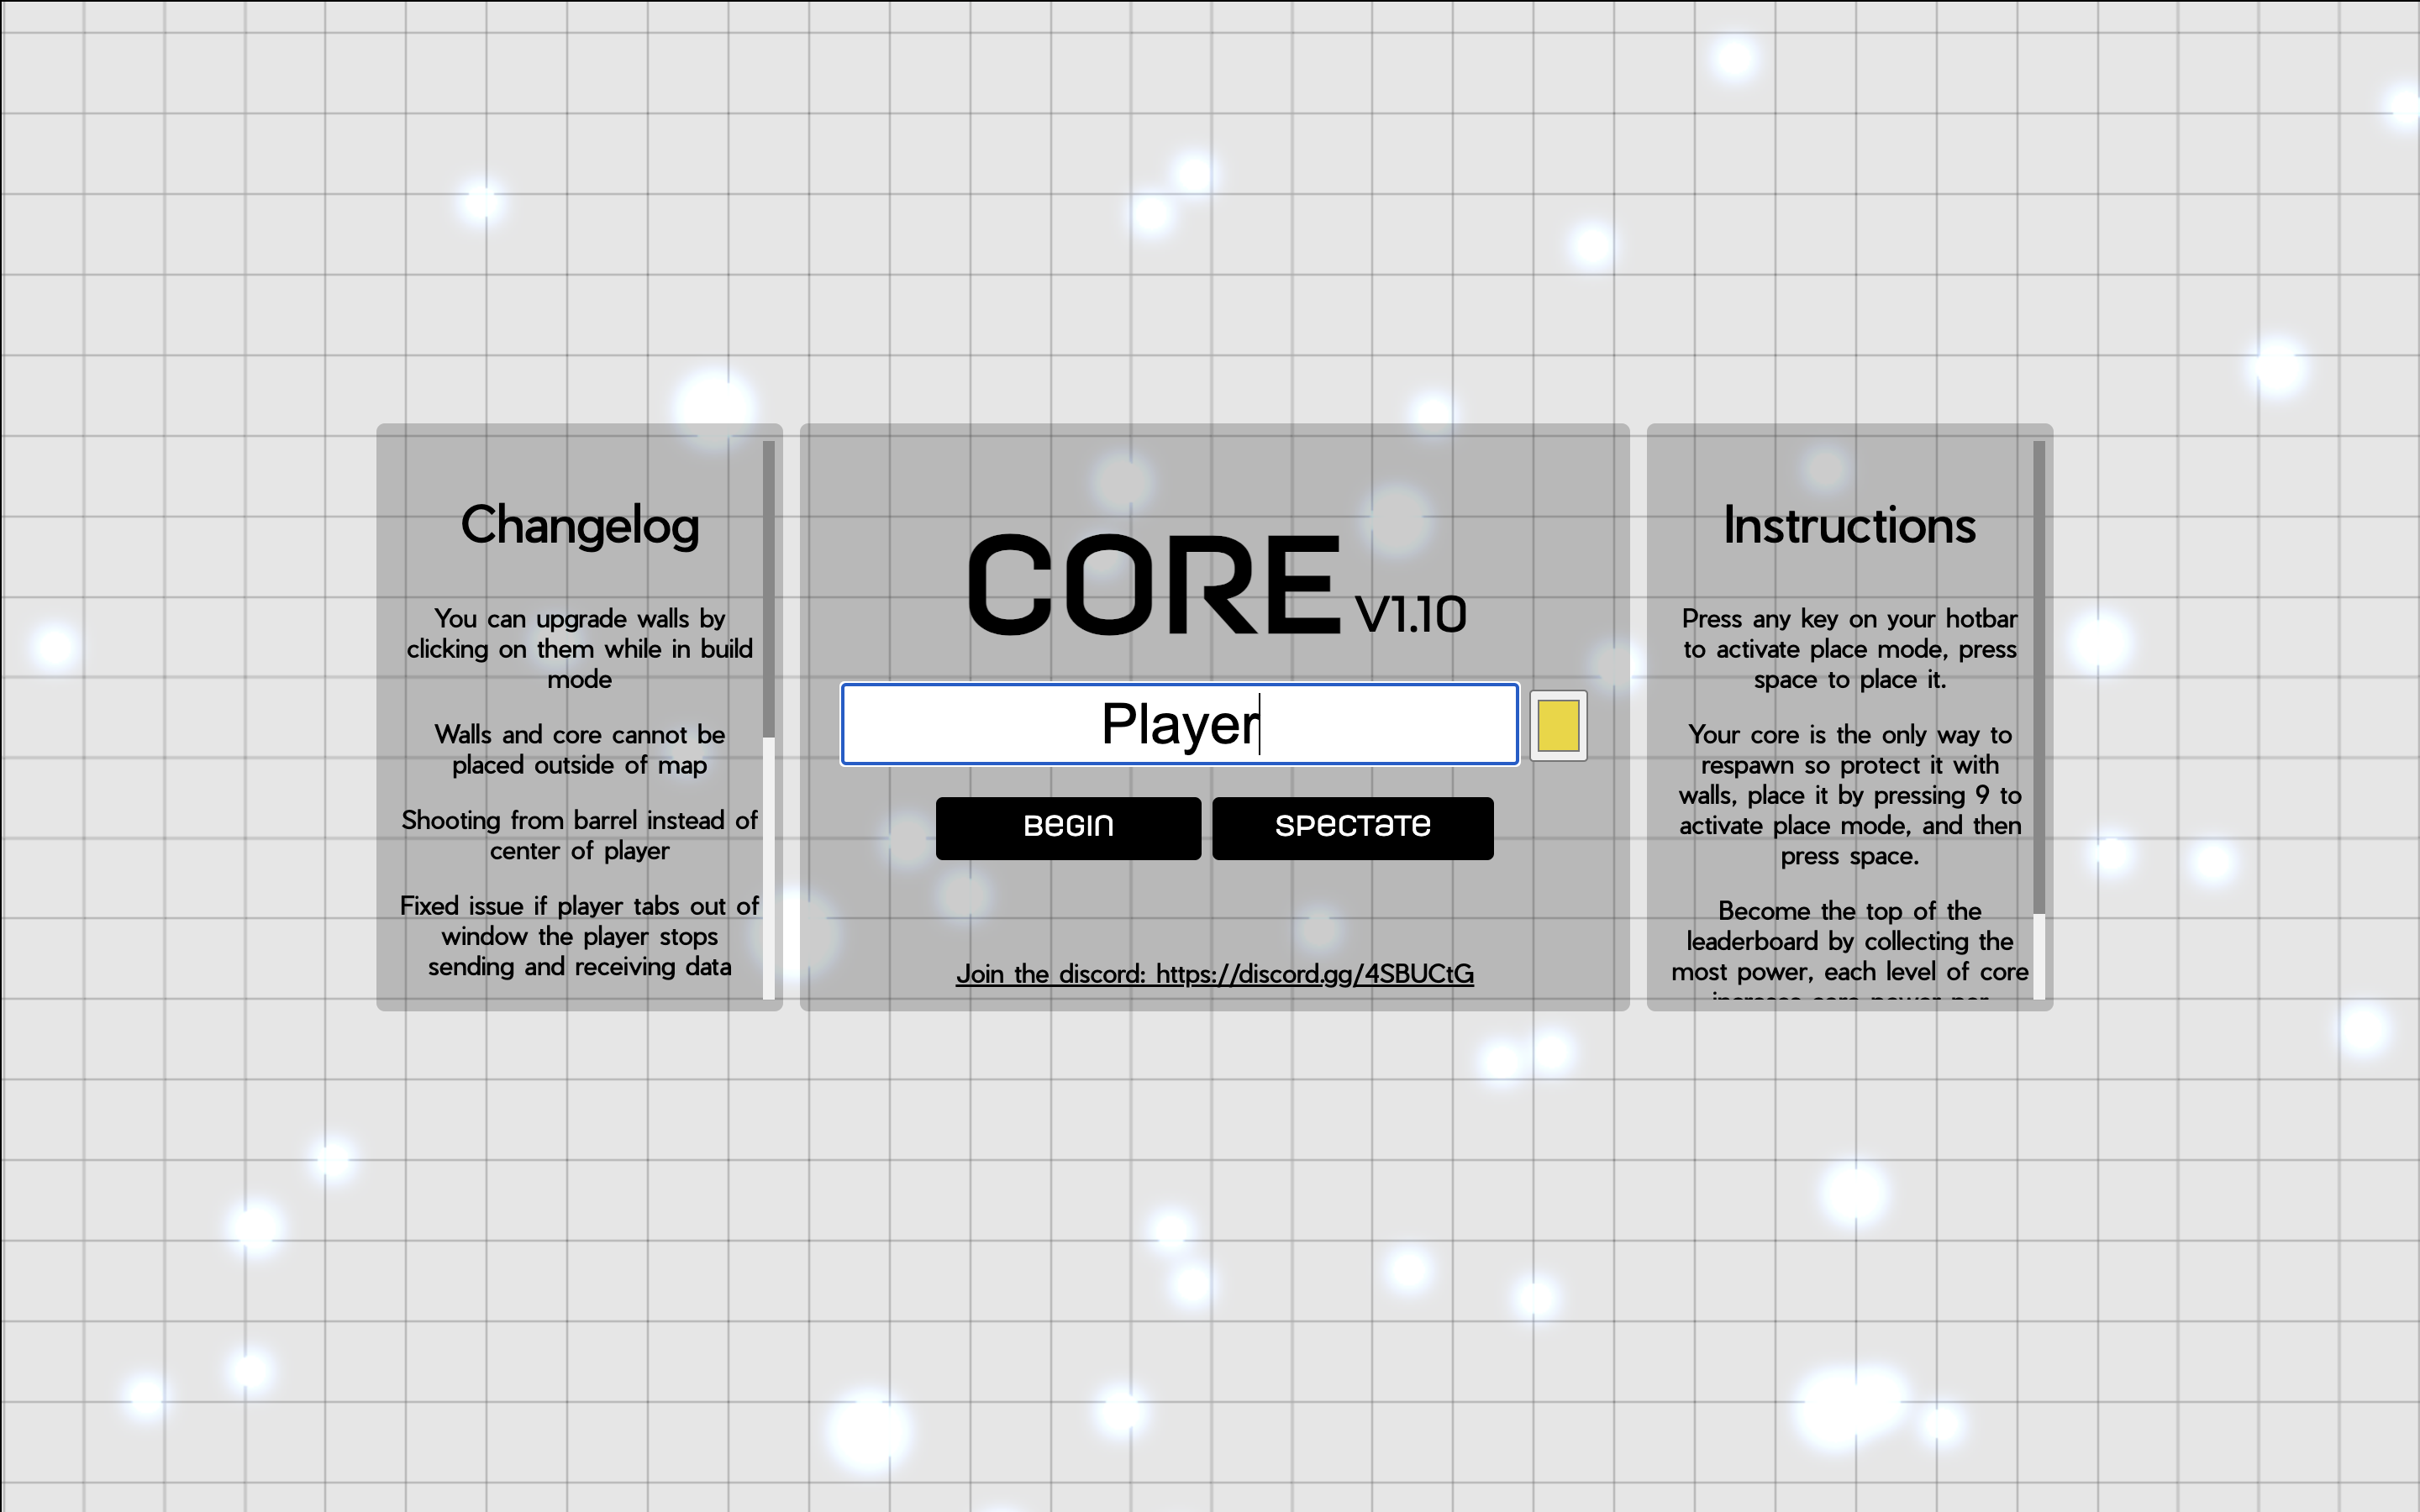 Changelog
You can upgrade walls by
clicking on them while in build
mode
Walls and core cannot be
placed outside of map
Shooting from barrel instead of
center of player
Fixed issue if player tabs out of
window the player stops
sending and receiving data
CORE V1.10
Player
BEGIN SPECTATE
Join the discord: https://discord.gg/4SBUCtG
Instructions
Press any key on your hotbar
to activate place mode, press
space to place it.
Your core is the only way to
respawn so protect it with
walls, place it by pressing 9 to
activate place mode, and then
press space.
Become the top of the
leaderboard by collecting the
most power, each level of core